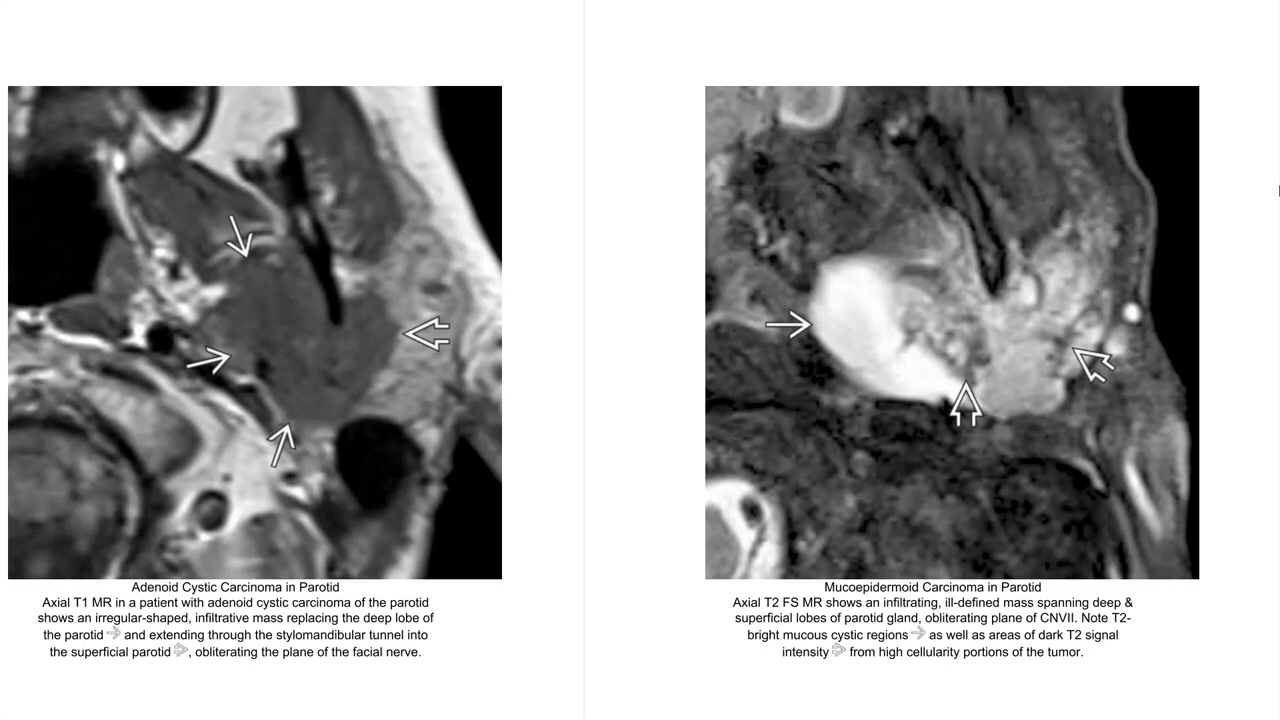 Adenoid Cystic Carcinoma in Parotid
Axial T1 MR in a patient with adenoid cystic carcinoma of the parotid
shows an irregular-shaped, infiltrative mass replacing the deep lobe of
the parotid and extending through the stylomandibular tunnel into
the superficial parotid , obliterating the plane of the facial nerve.
Mucoepidermoid Carcinoma in Parotid
Axial T2 FS MR shows an infiltrating, ill-defined mass spanning deep &
superficial lobes of parotid gland, obliterating plane of CNVII. Note T2-
bright mucous cystic regions as well as areas of dark T2 signal
intensity from high cellularity portions of the tumor.